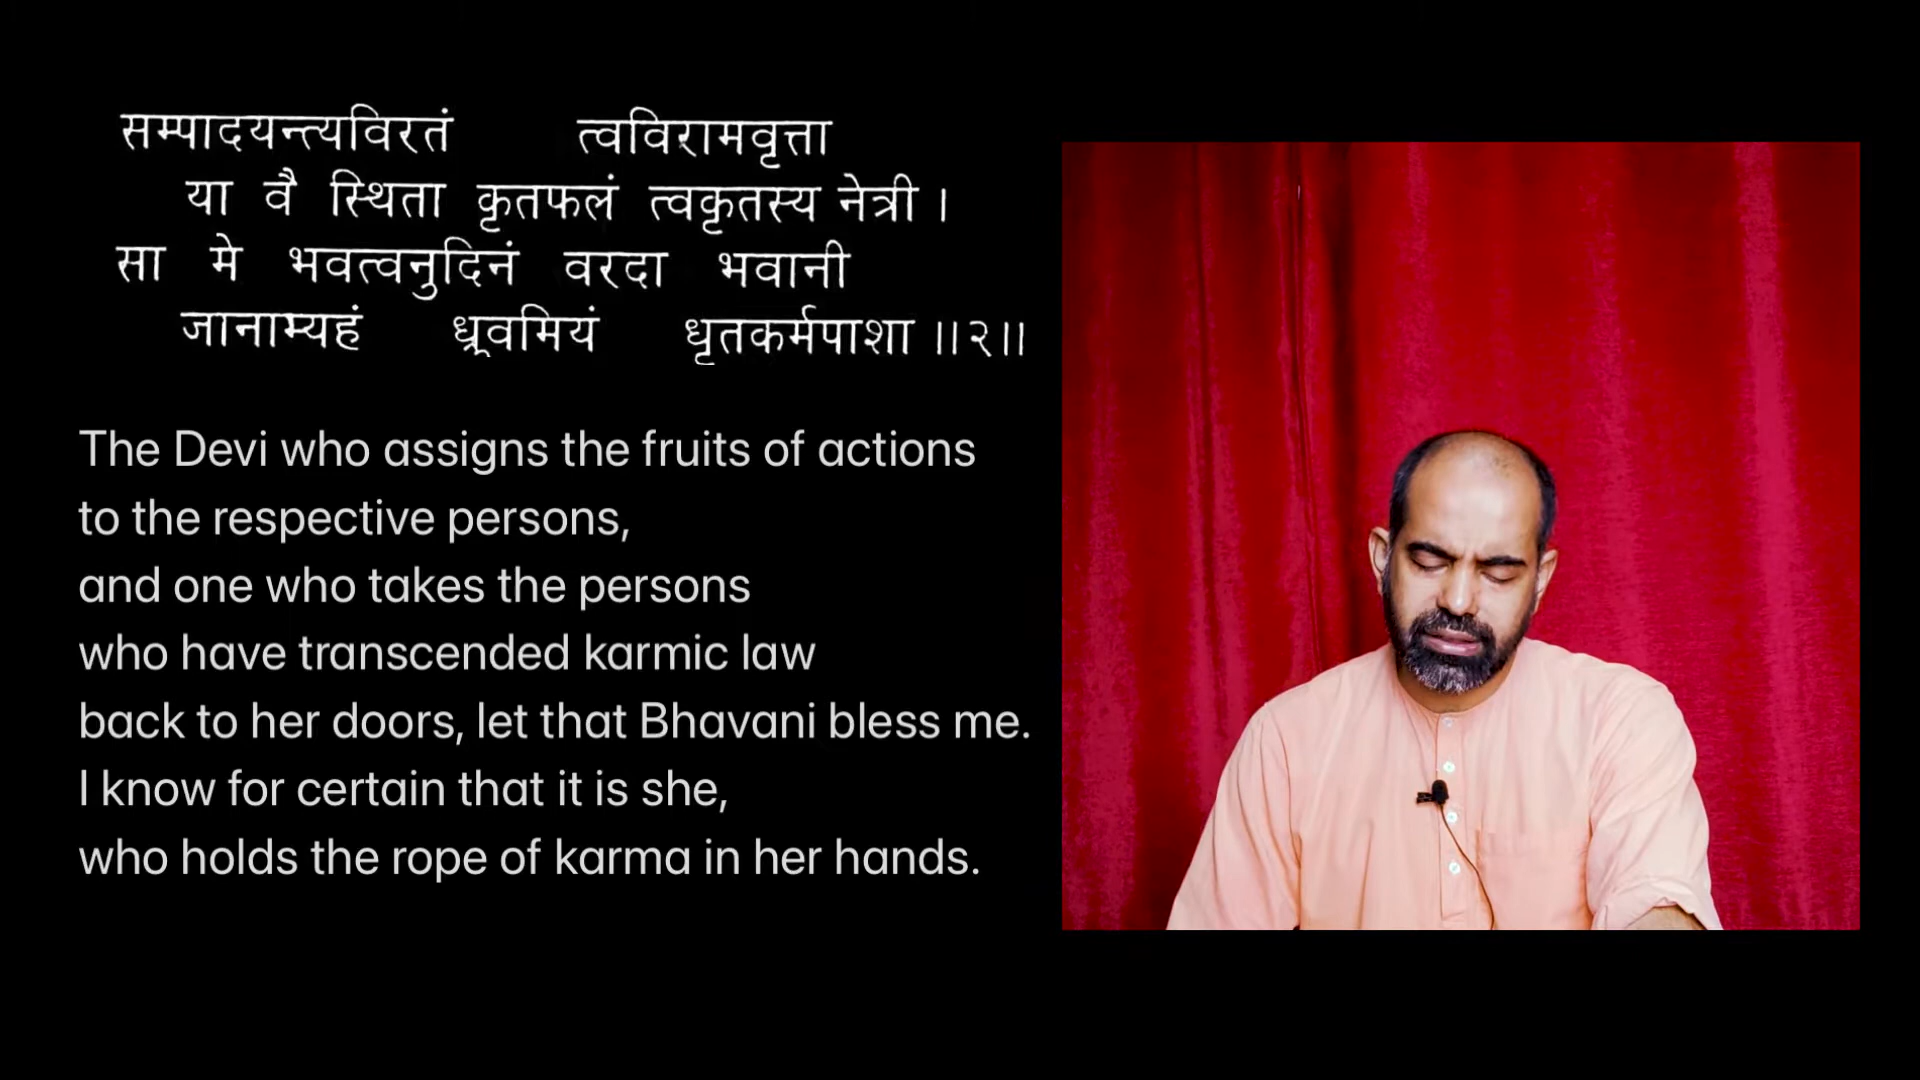 सम्पादयन्त्यविरतं त्वविरामवृत्ता
या वै स्थिता कृतफलं त्वकृतस्य नेत्री ।
सा मे भवत्वनुदिनं वरदा भवानी
जानाम्यहं ध्रूवमियं धृतकर्मपाशा ॥२॥
The Devi who assigns the fruits of actions
to the respective persons,
and one who takes the persons
who have transcended karmic law
back to her doors, let that Bhavani bless me.
I know for certain that it is she,
who holds the rope of karma in her hands.